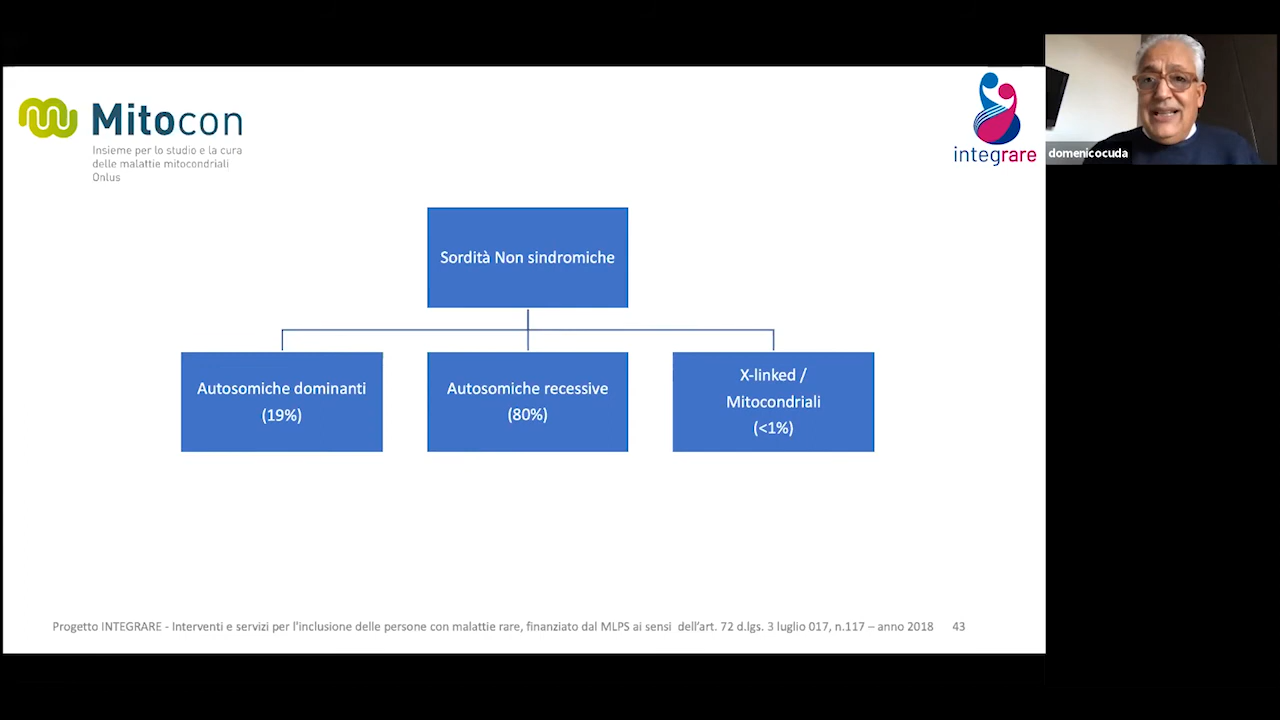 Mitocon
Insieme per lo studio e la cura
delle malattie mitocondriali
Onlus
integrare
domenicocuda
Sordità Non sindromiche
Autosomiche dominanti
(19%)
Autosomiche recessive
(80%)
X-linked /
Mitocondriali
(<1%)
Progetto INTEGRARE - Interventi e servizi per l'inclusione delle persone con malattie rare, finanziato dal MLPS ai sensi dell'art. 72 d.lgs. 3 luglio 017, n.117 – anno 2018 43